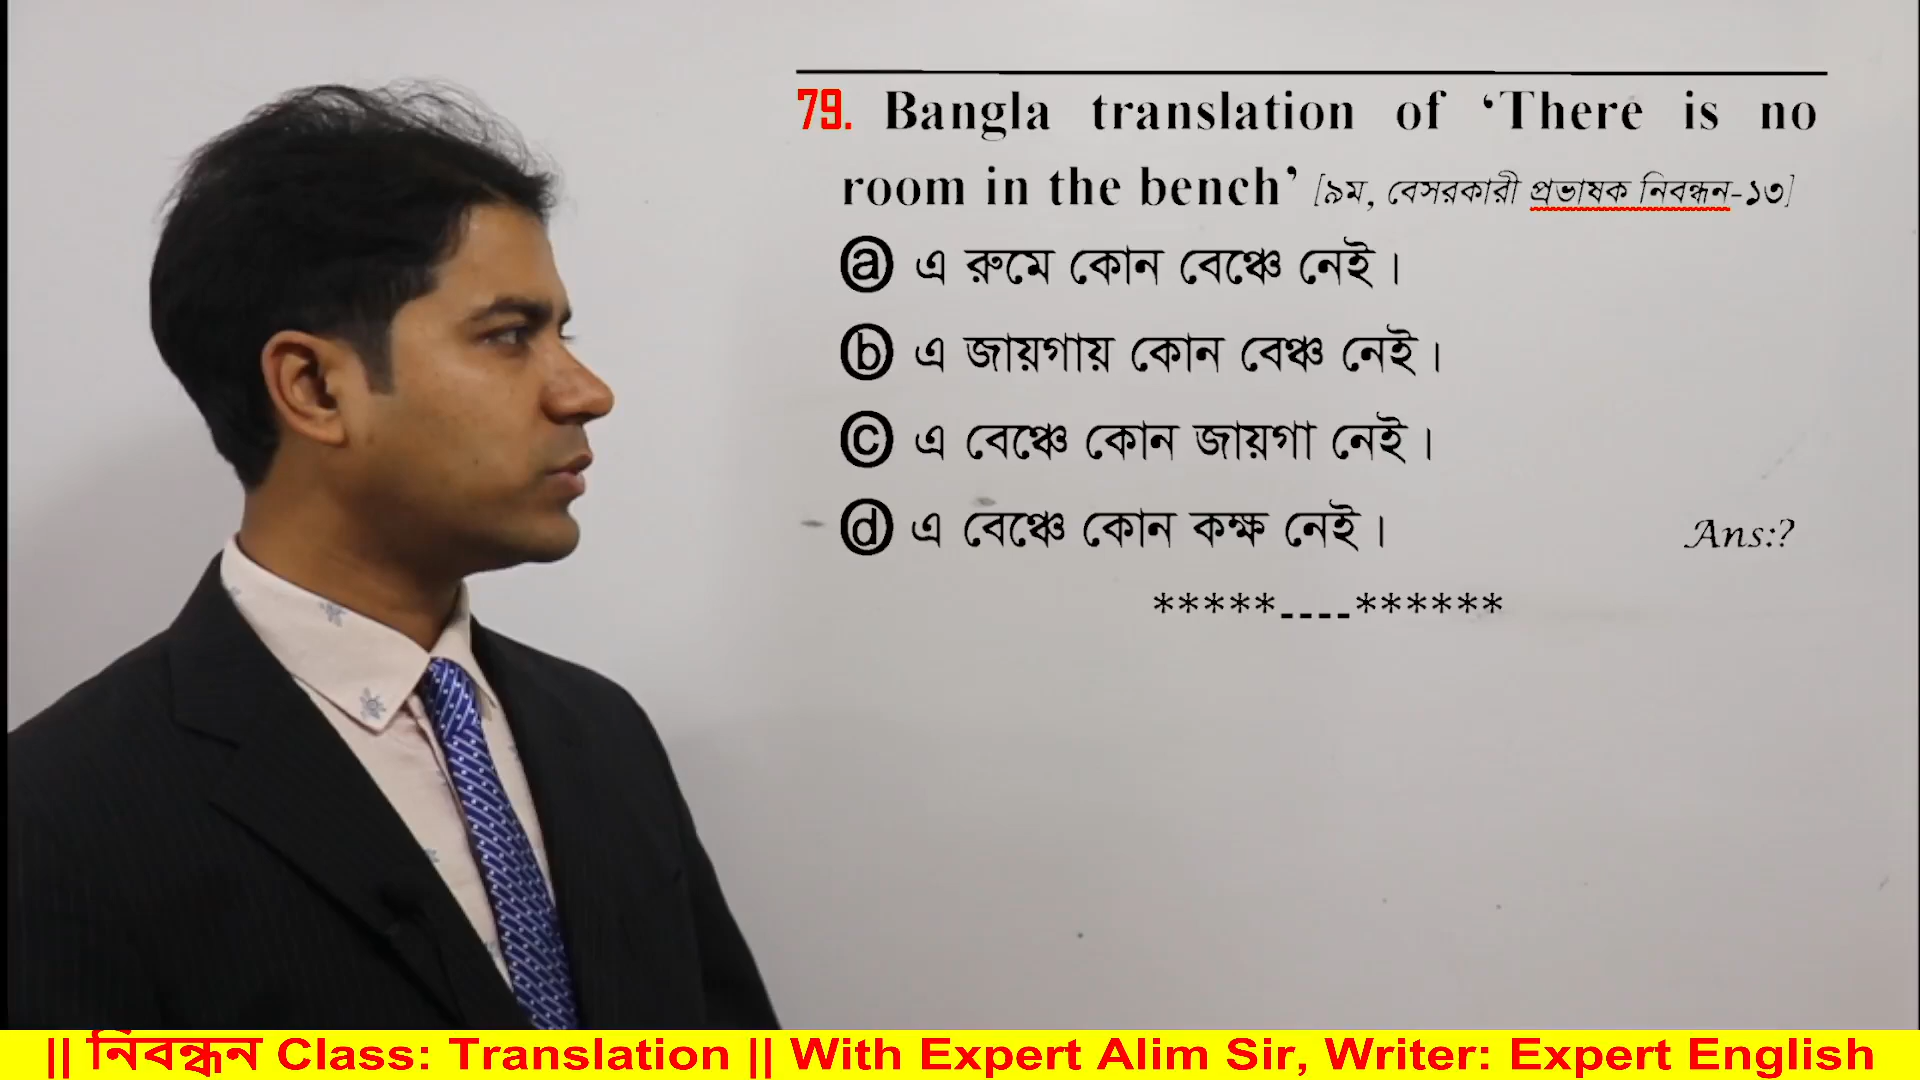 79. Bangla translation of ‘There is no
room in the bench’ [৯ম, বেসরকারী প্রভাষক নিবন্ধন-১৩]
ⓐ এ রুমে কোন বেঞ্চে নেই।
ⓑ এ জায়গায় কোন বেঞ্চ নেই।
ⓒ এ বেঞ্চে কোন জায়গা নেই।
ⓓ এ বেঞ্চে কোন কক্ষ নেই। Ans:?
*****----******
|| নিবন্ধন Class: Translation || With Expert Alim Sir, Writer: Expert English